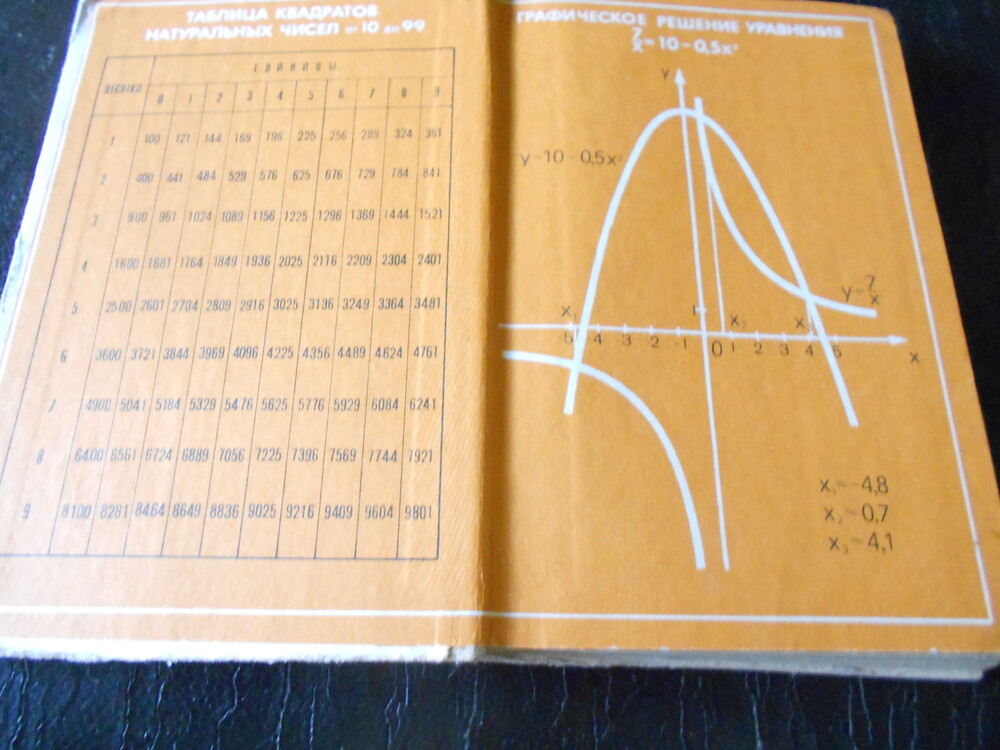 ТАБЛИЦА КВАДРАТОВ
НАТУРАЛЬНЫХ ЧИСЕЛ от 10 до 99
ДЕСЯТКИ
ЕДИНИЦЫ
0 1 2 3 4 5 6 7 8 9
1 100 121 144 169 196 225 256 289 324 361
2 400 441 484 529 576 625 676 729 784 841
3 900 961 1024 1089 1156 1225 1296 1369 1444 1521
4 1600 1681 1764 1849 1936 2025 2116 2209 2304 2401
5 2500 2601 2704 2809 2916 3025 3136 3249 3364 3481
6 3600 3721 3844 3969 4096 4225 4356 4489 4624 4761
7 4900 5041 5184 5329 5476 5625 5776 5929 6084 6241
8 6400 6561 6724 6889 7056 7225 7396 7569 7744 7921
9 8100 8281 8464 8649 8836 9025 9216 9409 9604 9801
ГРАФИЧЕСКОЕ РЕШЕНИЕ УРАВНЕНИЯ
7/x = 10 - 0,5x²
y
y=10-0,5x²
y=7/x
x₁ 1 x₂ x₃
5 4 3 2 -1 0 1 2 3 4 5
x
x₁≈-4,8
x₂≈0,7
x₃≈4,1